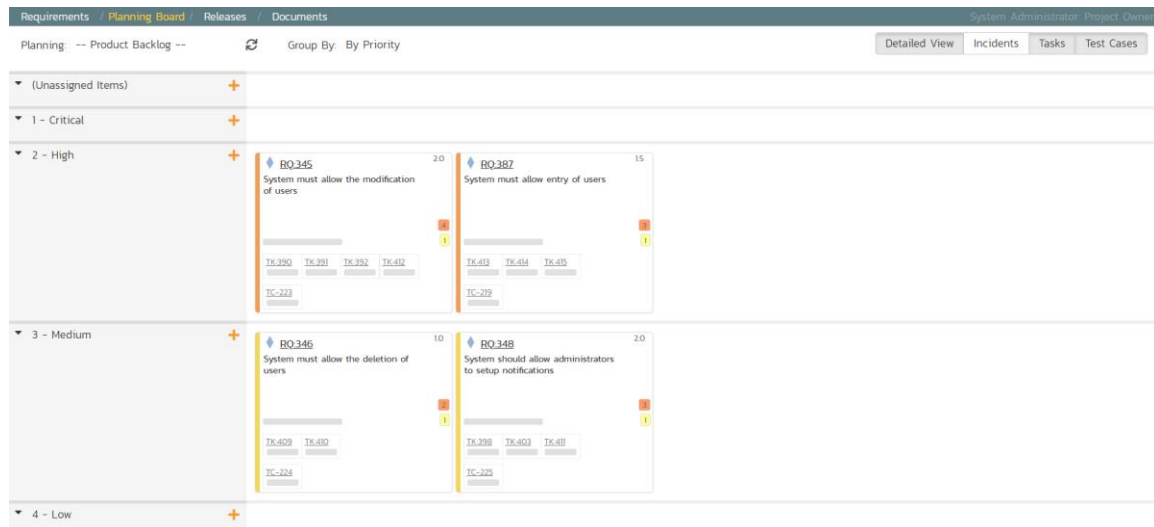 Requirements / Planning Board / Releases / Documents
System Administrator: Project Owner
Planning: -- Product Backlog --
Group By: By Priority
Detailed View Incidents Tasks Test Cases
(Unassigned Items) +
1 - Critical +
2 - High +
RQ:345 2.0
System must allow the modification
of users
4
1
TK:390 TK:391 TK:392 TK:412
TC-223
RQ:387 1.5
System must allow entry of users
3
1
TK:413 TK:414 TK:415
TC-219
3 - Medium +
RQ:346 1.0
System must allow the deletion of
users
2
1
TK:409 TK:410
TC-224
RQ:348 2.0
System should allow administrators
to setup notifications
3
1
TK:398 TK:403 TK:411
TC-225
4 - Low +